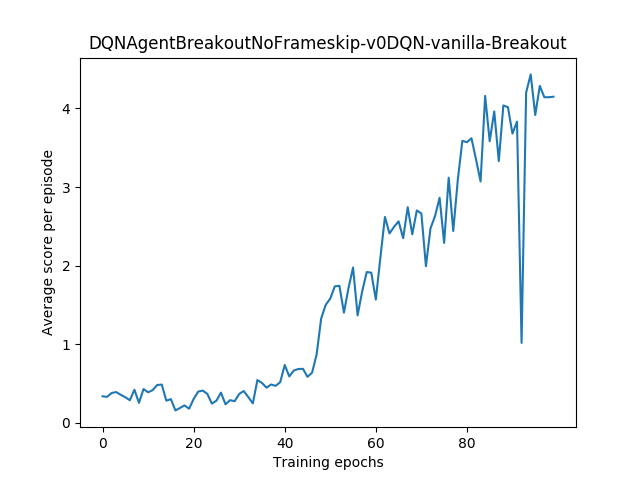 DQNAgentBreakoutNoFrameskip-v0DQN-vanilla-Breakout
Average score per episode
4
3
2
1
0
0 20 40 60 80
Training epochs